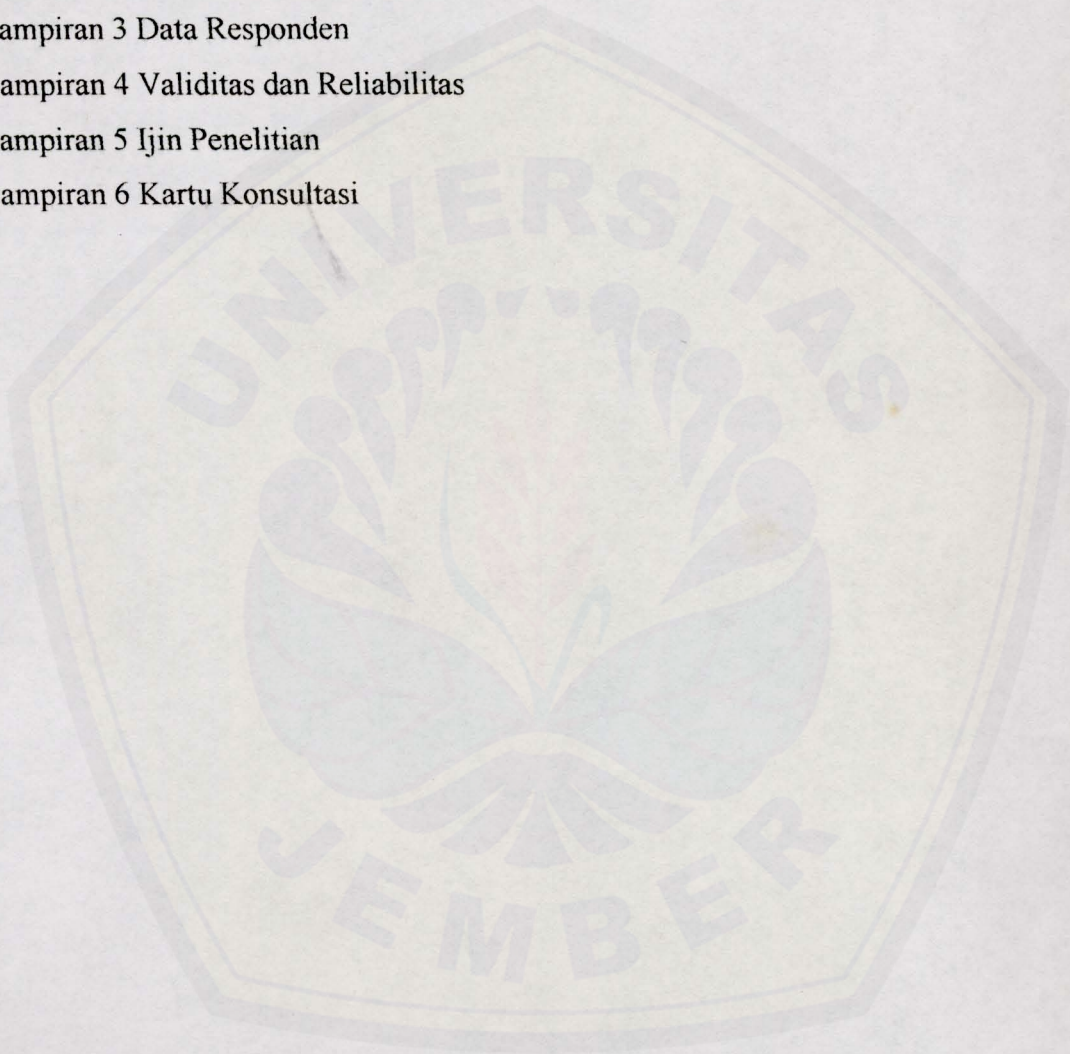 ampiran 3 Data Responden
ampiran 4 Validitas dan Reliabilitas
ampiran 5 Ijin Penelitian
ampiran 6 Kartu Konsultasi
UNIVERSITAS
JEMBER